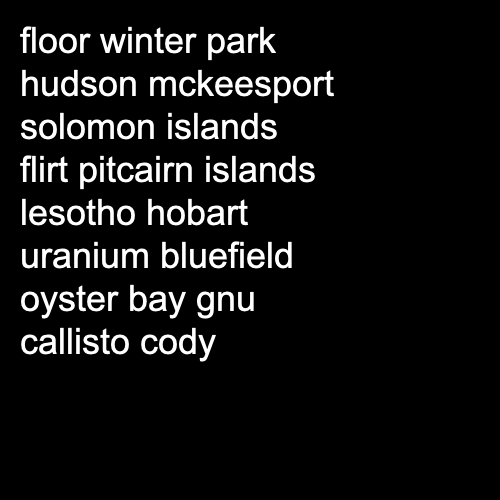 floor winter park
hudson mckeesport
solomon islands
flirt pitcairn islands
lesotho hobart
uranium bluefield
oyster bay gnu
callisto cody